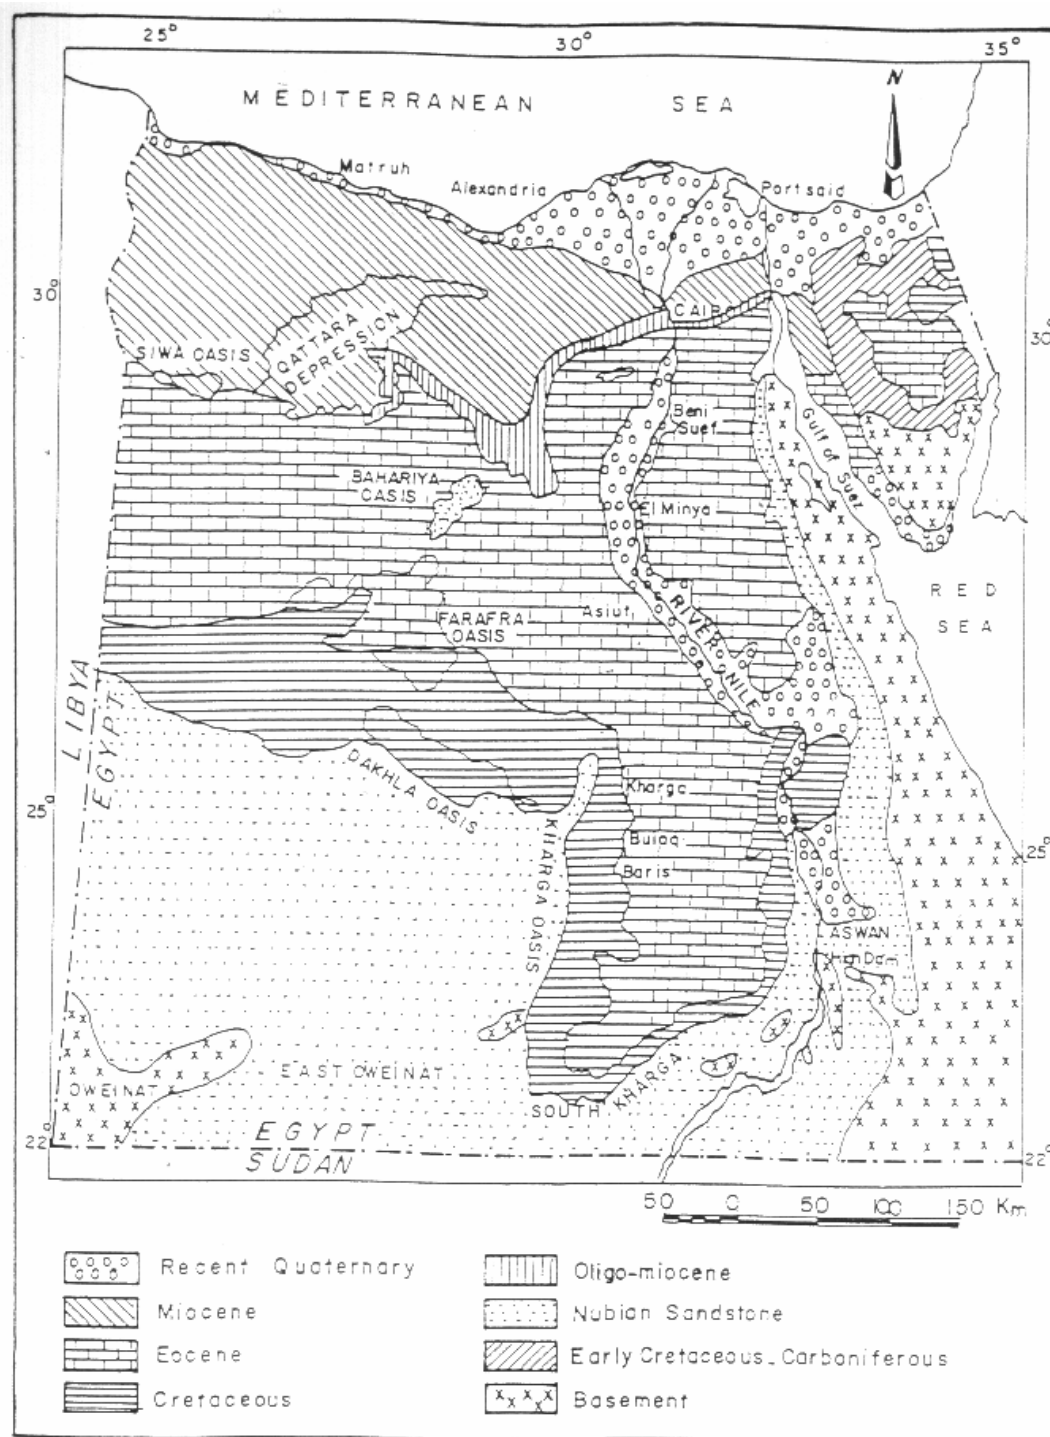 25°
30°
35°
N
MEDITERRANEAN SEA
Matruh
Alexandria
Portsaid
30°
CAIRO
30°
SIWA OASIS
QATTARA
DEPRESSION
Beni
Suef
Gulf of Suez
BAHARIYA
OASIS
El Minya
RED
SEA
Asiut
FARAFRA
OASIS
RIVER NILE
LIBYA
EGYPT
DAKHLA OASIS
Kharga
25°
KHARGA OASIS
Bulaq
25°
Baris
ASWAN
High Dam
OWEINAT
EAST OWEINAT
SOUTH KHARGA
22°
EGYPT
SUDAN
22°
50 0 50 100 150 Km
Recent Quaternary
Oligo-miocene
Miocene
Nubian Sandstone
Eocene
Early Cretaceous_Carboniferous
Cretaceous
Basement